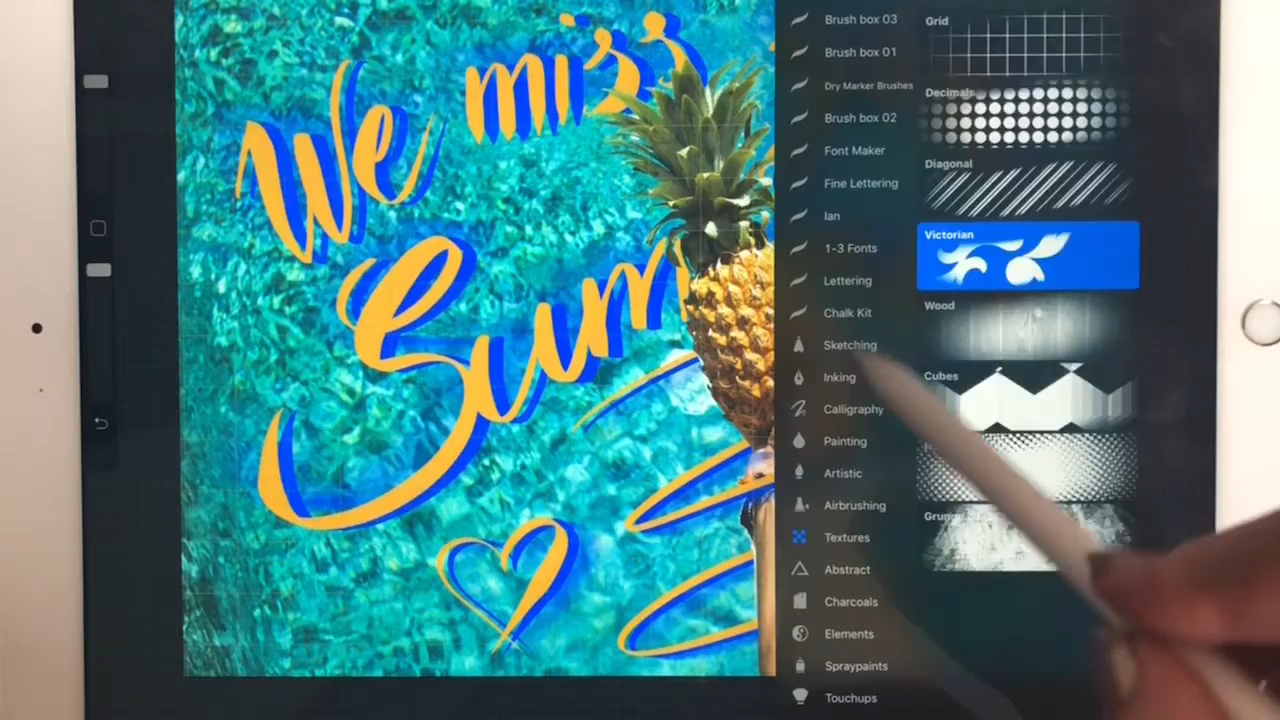 We miss
Sum
Brush box 03
Brush box 01
Dry Marker Brushes
Brush box 02
Font Maker
Fine Lettering
Ian
1-3 Fonts
Lettering
Chalk Kit
Sketching
Inking
Calligraphy
Painting
Artistic
Airbrushing
Textures
Abstract
Charcoals
Elements
Spraypaints
Touchups
Grid
Decimals
Diagonal
Victorian
Wood
Cubes